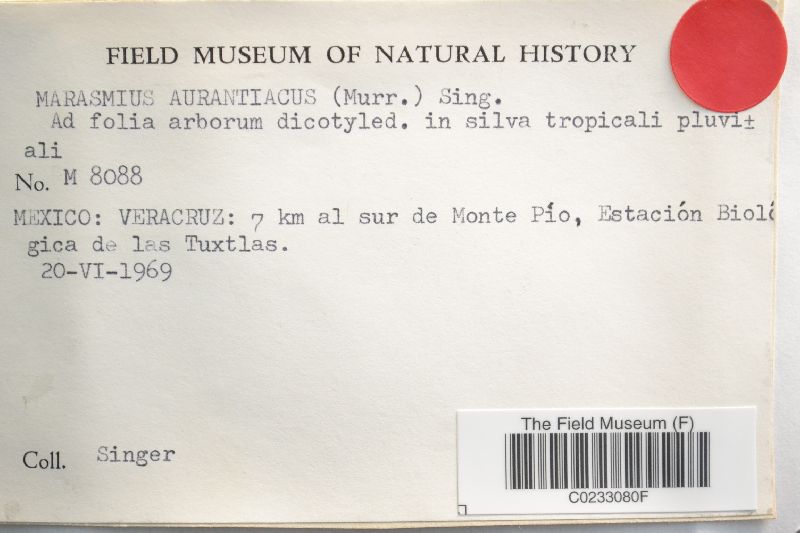 FIELD MUSEUM OF NATURAL HISTORY
MARASMIUS AURANTIACUS (Murr.) Sing.
Ad folia arborum dicotyled. in silva tropicali pluvi±
ali
No. M 8088
MEXICO: VERACRUZ: 7 km al sur de Monte Pío, Estación Bioló
gica de las Tuxtlas.
20-VI-1969
Coll. Singer
The Field Museum (F)
C0233080F